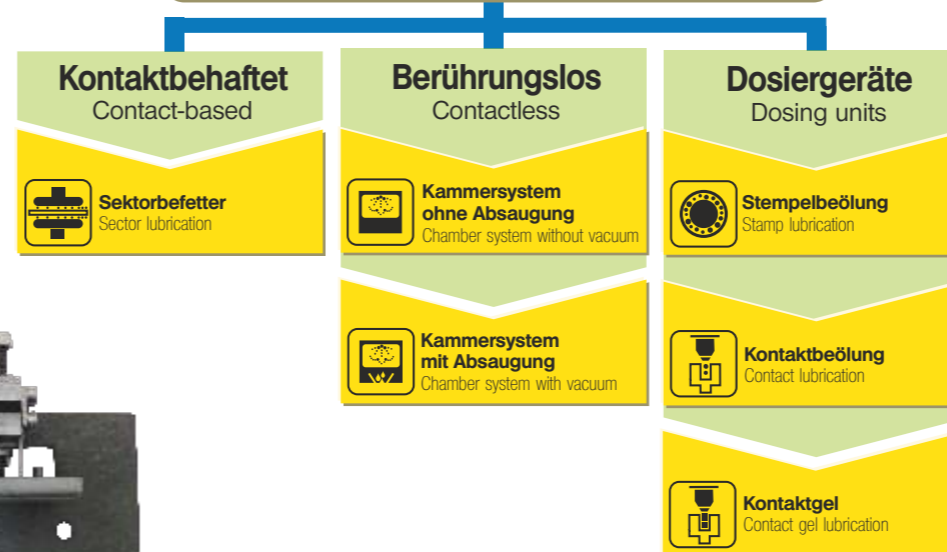 Kontaktbehaftet
Contact-based
Sektorbefetter
Sector lubrication
Berührungslos
Contactless
Kammersystem
ohne Absaugung
Chamber system without vacuum
Kammersystem
mit Absaugung
Chamber system with vacuum
Dosiergeräte
Dosing units
Stempelbeölung
Stamp lubrication
Kontaktbeölung
Contact lubrication
Kontaktgel
Contact gel lubrication